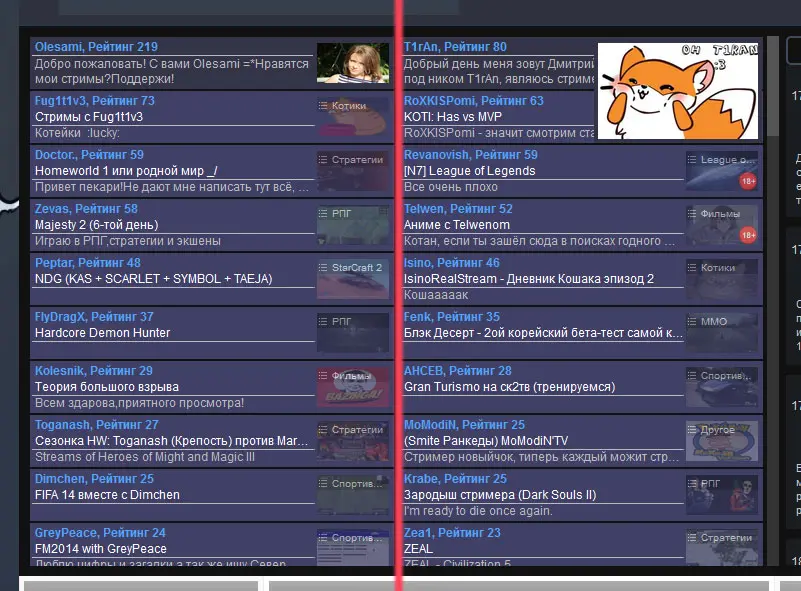 Olesami, Рейтинг 219
Добро пожаловать! С вами Olesami =*Нравятся
мои стримы?Поддержи!
Fug1t1v3, Рейтинг 73
Котики
Стримы с Fug1t1v3
Котейки :lucky:
Doctor., Рейтинг 59
Стратегии
Homeworld 1 или родной мир _/
Привет пекари!Не дают мне написать тут всё, ...
Zevas, Рейтинг 58
РПГ
Majesty 2 (6-той день)
Играю в РПГ,стратегии и экшены
Peptar, Рейтинг 48
StarCraft 2
NDG (KAS + SCARLET + SYMBOL + TAEJA)
FlyDragX, Рейтинг 37
РПГ
Hardcore Demon Hunter
Kolesnik, Рейтинг 29
Фильмы
Теория большого взрыва
BAZINGA!
Всем здарова,приятного просмотра!
Toganash, Рейтинг 27
Стратегии
Сезонка HW: Toganash (Крепость) против Mar...
Streams of Heroes of Might and Magic III
Dimchen, Рейтинг 25
Спортив...
FIFA 14 вместе с Dimchen
GreyPeace, Рейтинг 24
Спортив...
FM2014 with GreyPeace
Люблю цифры и загадки а так же ищу Север
T1rAn, Рейтинг 80
OH T1RAN
:3
Добрый день меня зовут Дмитрий
под ником T1rAn, являюсь стриме
RoXKISPomi, Рейтинг 63
KOTI: Has vs MVP
RoXKISPomi - значит смотрим ста
Revanovish, Рейтинг 59
League o...
[N7] League of Legends
18+
Все очень плохо
Telwen, Рейтинг 52
Фильмы
Аниме с Telwenom
18+
Котан, если ты зашёл сюда в поисках годного ...
Isino, Рейтинг 46
Котики
IsinoRealStream - Дневник Кошака эпизод 2
Кошааааак
Fenk, Рейтинг 35
MMO
Блэк Десерт - 2ой корейский бета-тест самой к...
AHCEB, Рейтинг 28
Спортив...
Gran Turismo на ск2тв (тренируемся)
MoMoDiN, Рейтинг 25
Другое
(Smite Ранкеды) MoMoDiN'TV
Стример новыйчок, теперь каждый можит стр...
Krabe, Рейтинг 25
РПГ
Зародыш стримера (Dark Souls II)
I'm ready to die once again.
Zea1, Рейтинг 23
Стратегии
ZEAL
ZEAL - Civilization 5